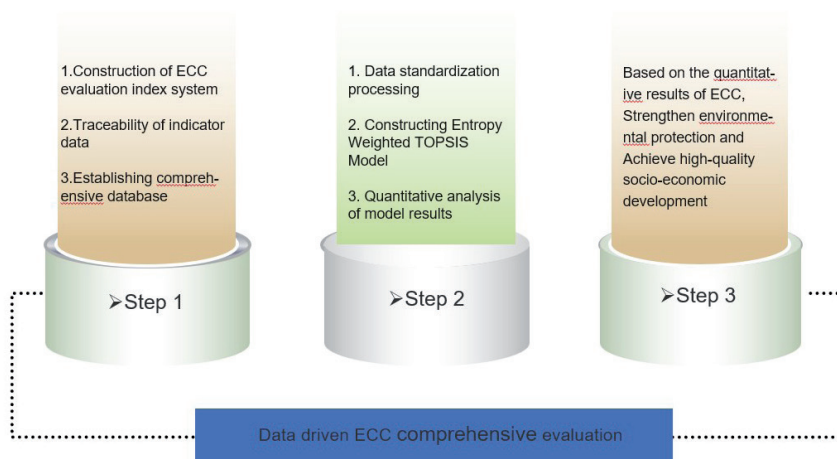 1.Construction of ECC
evaluation index system
2.Traceability of indicator
data
3.Establishing compreh-
ensive database
➢Step 1
1. Data standardization
processing
2. Constructing Entropy
Weighted TOPSIS
Model
3. Quantitative analysis
of model results
➢Step 2
Based on the quantitat-
ive results of ECC,
Strengthen environme-
ntal protection and
Achieve high-quality
socio-economic
development
➢Step 3
Data driven ECC comprehensive evaluation